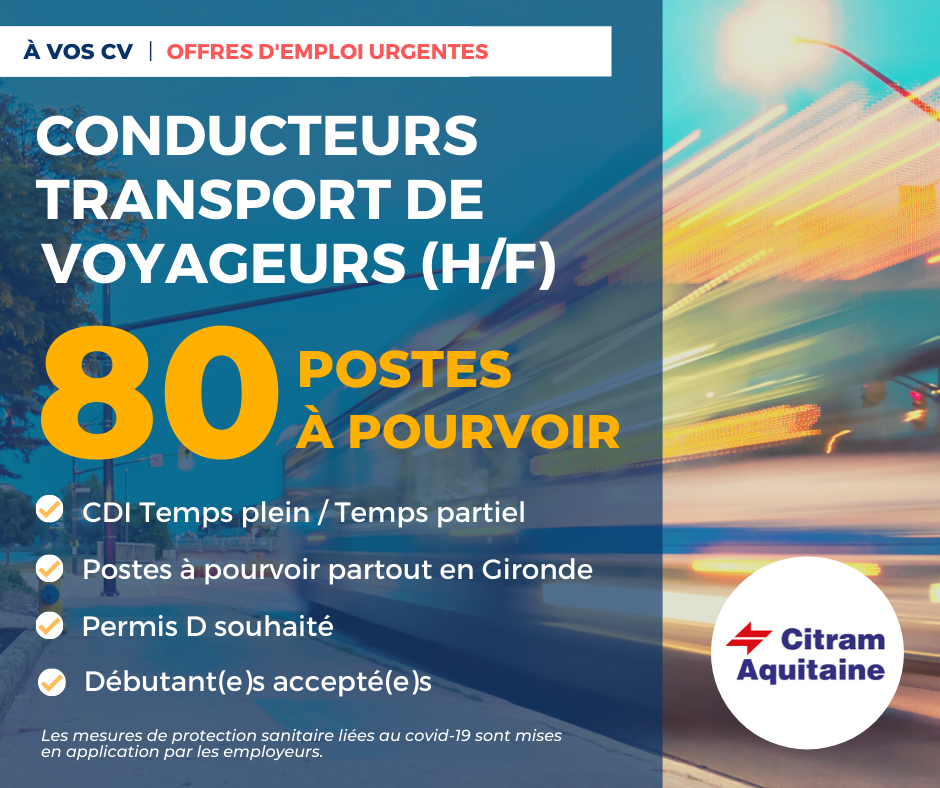 À VOS CV | OFFRES D'EMPLOI URGENTES
CONDUCTEURS
TRANSPORT DE
VOYAGEURS (H/F)
80 POSTES
À POURVOIR
CDI Temps plein / Temps partiel
Postes à pourvoir partout en Gironde
Permis D souhaité
Débutant(e)s accepté(e)s
Les mesures de protection sanitaire liées au covid-19 sont mises
en application par les employeurs.
Citram
Aquitaine